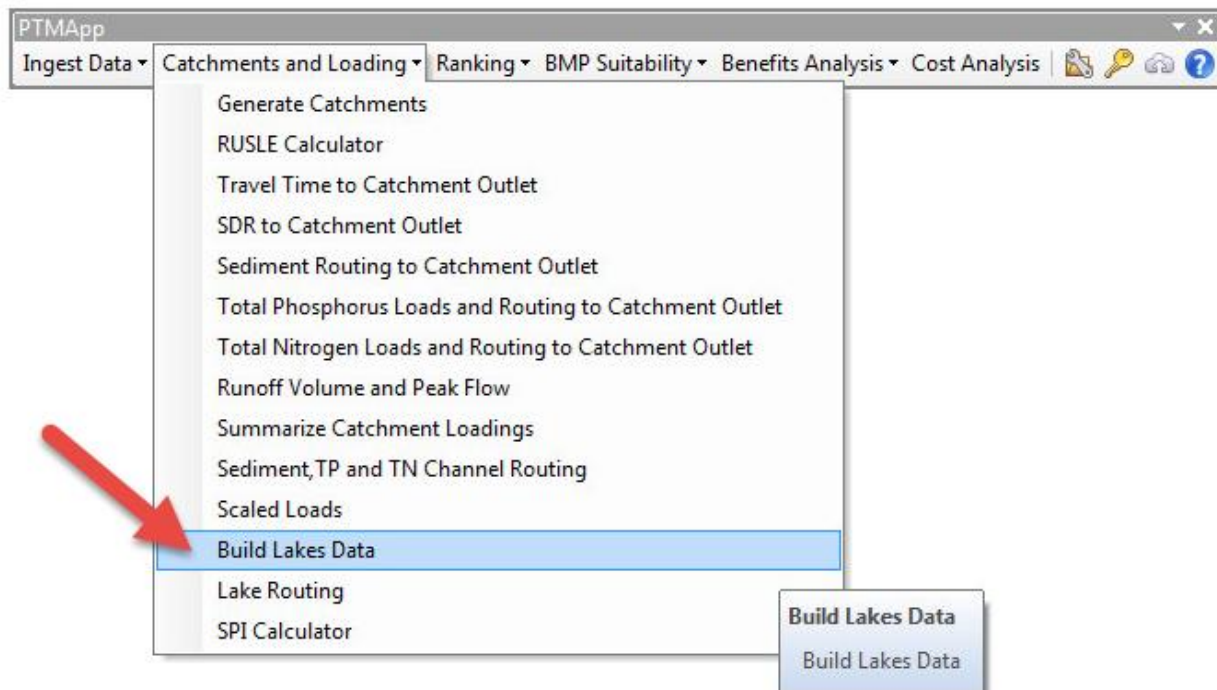 PTMApp
Ingest Data Catchments and Loading Ranking BMP Suitability Benefits Analysis Cost Analysis
Generate Catchments
RUSLE Calculator
Travel Time to Catchment Outlet
SDR to Catchment Outlet
Sediment Routing to Catchment Outlet
Total Phosphorus Loads and Routing to Catchment Outlet
Total Nitrogen Loads and Routing to Catchment Outlet
Runoff Volume and Peak Flow
Summarize Catchment Loadings
Sediment,TP and TN Channel Routing
Scaled Loads
Build Lakes Data
Lake Routing
SPI Calculator
Build Lakes Data
Build Lakes Data